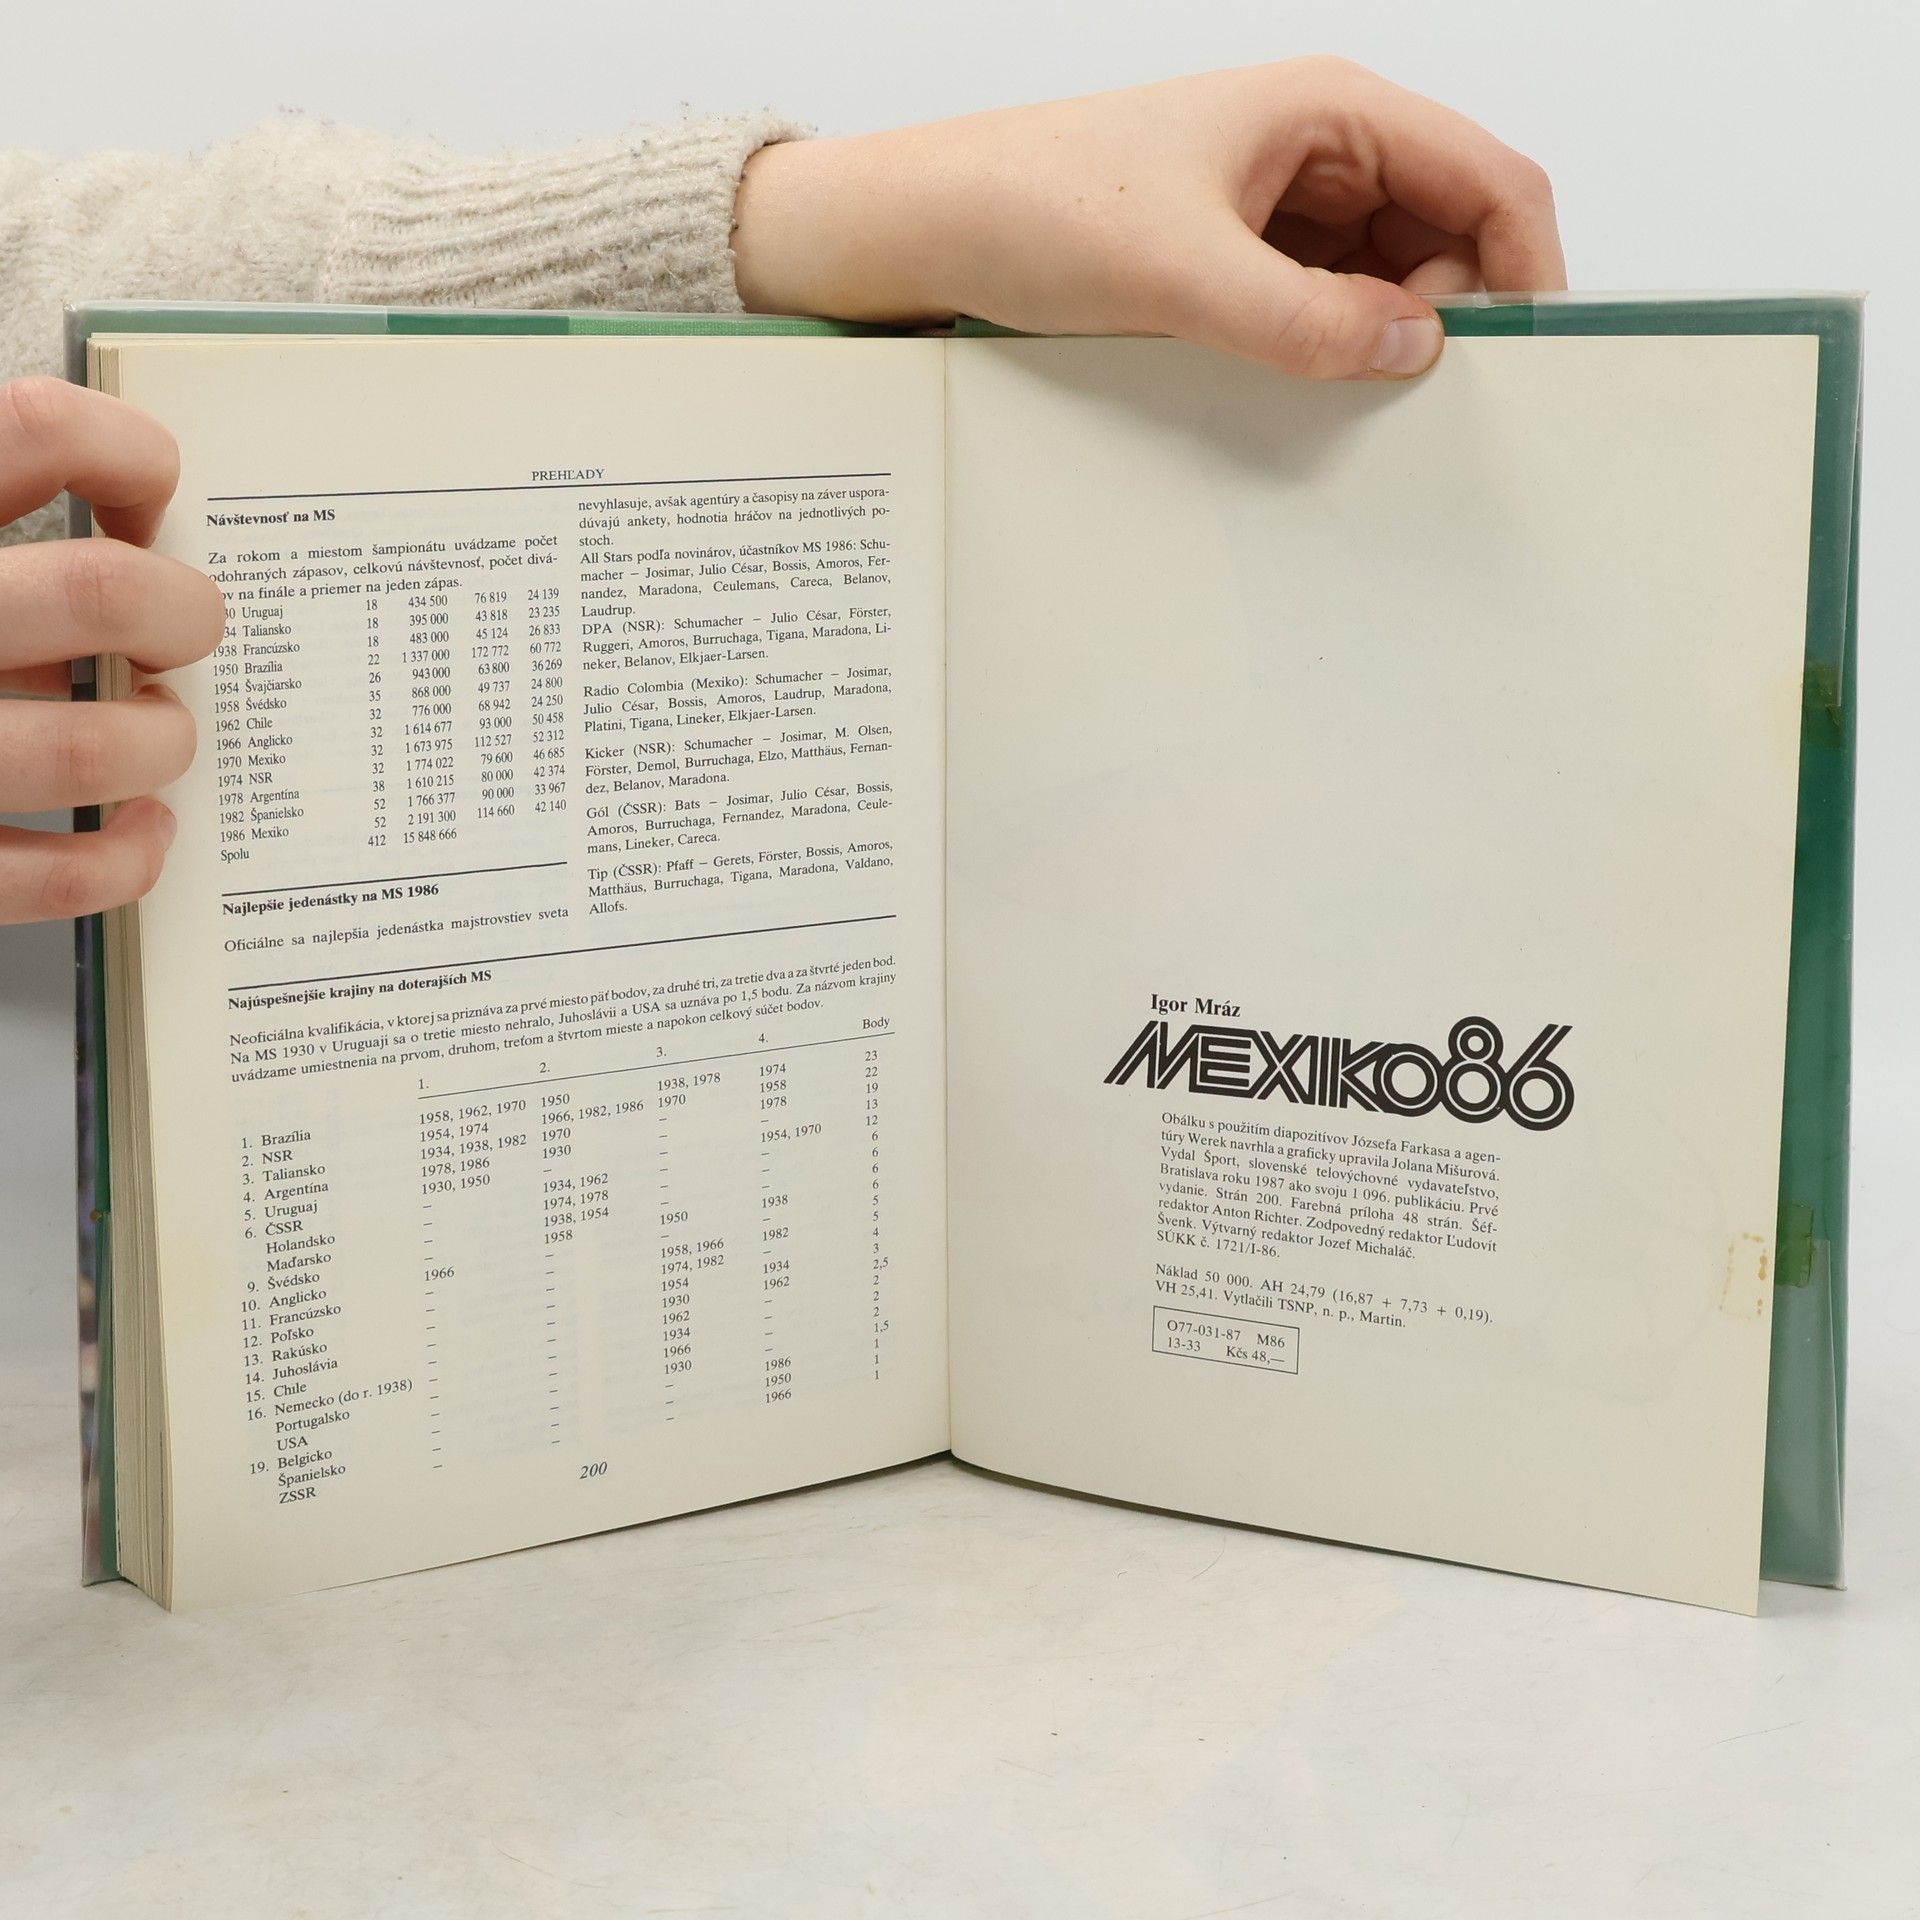 PREHĽADY
Návštevnosť na MS
Za rokom a miestom šampionátu uvádzame počet
odohraných zápasov, celkovú návštevnosť, počet divá-
ov na finále a priemer na jeden zápas.
30 Uruguaj 18 434 500 76 819 24 139
34 Taliansko 18 395 000 43 818 23 235
1938 Francúzsko 18 483 000 45 124 26 833
1950 Brazília 22 1 337 000 172 772 60 772
1954 Švajčiarsko 26 943 000 63 800 36 269
1958 Švédsko 35 868 000 49 737 24 800
1962 Chile 32 776 000 68 942 24 250
1966 Anglicko 32 1 614 677 93 000 50 458
1970 Mexiko 32 1 673 975 112 527 52 312
1974 NSR 38 1 774 022 79 600 46 685
1978 Argentína 38 1 610 215 80 000 42 374
1982 Španielsko 52 1 766 377 90 000 33 967
1986 Mexiko 52 2 191 300 114 660 42 140
Spolu 412 15 848 666
Najlepšie jedenástky na MS 1986
Oficiálne sa najlepšia jedenástka majstrovstiev sveta
nevyhlasuje, avšak agentúry a časopisy na záver uspora-
dúvajú ankety, hodnotia hráčov na jednotlivých po-
stoch.
All Stars podľa novinárov, účastníkov MS 1986: Schu-
macher – Josimar, Julio César, Bossis, Amoros, Fer-
nandez, Maradona, Ceulemans, Careca, Belanov,
Laudrup.
DPA (NSR): Schumacher – Julio César, Förster,
Ruggeri, Amoros, Burruchaga, Tigana, Maradona, Li-
neker, Belanov, Elkjaer-Larsen.
Radio Colombia (Mexiko): Schumacher – Josimar,
Julio César, Bossis, Amoros, Laudrup, Maradona,
Platini, Tigana, Lineker, Elkjaer-Larsen.
Kicker (NSR): Schumacher – Josimar, M. Olsen,
Förster, Demol, Burruchaga, Elzo, Matthäus, Fernan-
dez, Belanov, Maradona.
Gól (ČSSR): Bats – Josimar, Julio César, Bossis,
Amoros, Burruchaga, Fernandez, Maradona, Ceule-
mans, Lineker, Careca.
Tip (ČSSR): Pfaff – Gerets, Förster, Bossis, Amoros,
Matthäus, Burruchaga, Tigana, Maradona, Valdano,
Allofs.
Najúspešnejšie krajiny na doterajších MS
Neoficiálna kvalifikácia, v ktorej sa priznáva za prvé miesto päť bodov, za druhé tri, za tretie dva a za štvrté jeden bod.
Na MS 1930 v Uruguaji sa o tretie miesto nehralo, Juhoslávii a USA sa uznáva po 1,5 bodu. Za názvom krajiny
uvádzame umiestnenia na prvom, druhom, treťom a štvrtom mieste a napokon celkový súčet bodov.
1. 2. 3. 4. Body
1. Brazília 1958, 1962, 1970 1950 1938, 1978 1974 23
2. NSR 1954, 1974 1966, 1982, 1986 1970 1958 22
3. Taliansko 1934, 1938, 1982 1970 – 1978 19
4. Argentína 1978, 1986 1930 – – 13
5. Uruguaj 1930, 1950 – – 1954, 1970 12
6. ČSSR – 1934, 1962 – – 6
Holandsko – 1974, 1978 – – 6
Maďarsko – 1938, 1954 – – 6
9. Švédsko – 1958 1950 1938 5
10. Anglicko 1966 – – – 5
11. Francúzsko – – 1958, 1986 1982 4
12. Poľsko – – 1974, 1982 – 4
13. Rakúsko – – 1954 1934 3
14. Juhoslávia – – 1930 1962 2,5
15. Chile – – 1962 – 2
16. Nemecko (do r. 1938) – – 1934 – 2
Portugalsko – – 1966 – 2
USA – – 1930 – 1,5
19. Belgicko – – – 1986 1
Španielsko – – – 1950 1
ZSSR – – – 1966 1
200
Igor Mráz
MEXIKO86
Obálku s použitím diapozitívov Józsefa Farkasa a agen-
túry Werek navrhla a graficky upravila Jolana Mišurová.
Vydal Šport, slovenské telovýchovné vydavateľstvo,
Bratislava roku 1987 ako svoju 1 096. publikáciu. Prvé
vydanie. Strán 200. Farebná príloha 48 strán. Šéf-
redaktor Anton Richter. Zodpovedný redaktor Ľudovít
Švenk. Výtvarný redaktor Jozef Michaláč.
SÚKK č. 1721/I-86.
Náklad 50 000. AH 24,79 (16,87 + 7,73 + 0,19).
VH 25,41. Vytlačili TSNP, n. p., Martin.
O77-031-87 M86
13-33 Kčs 48,—